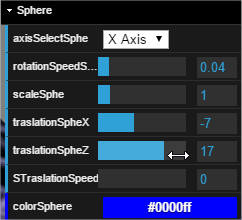 Sphere
axisSelectSphe X Axis
rotationSpeedS... 0.04
scaleSphe 1
traslationSpheX -7
traslationSpheZ 17
STraslationSpeed 0
colorSphere #0000ff